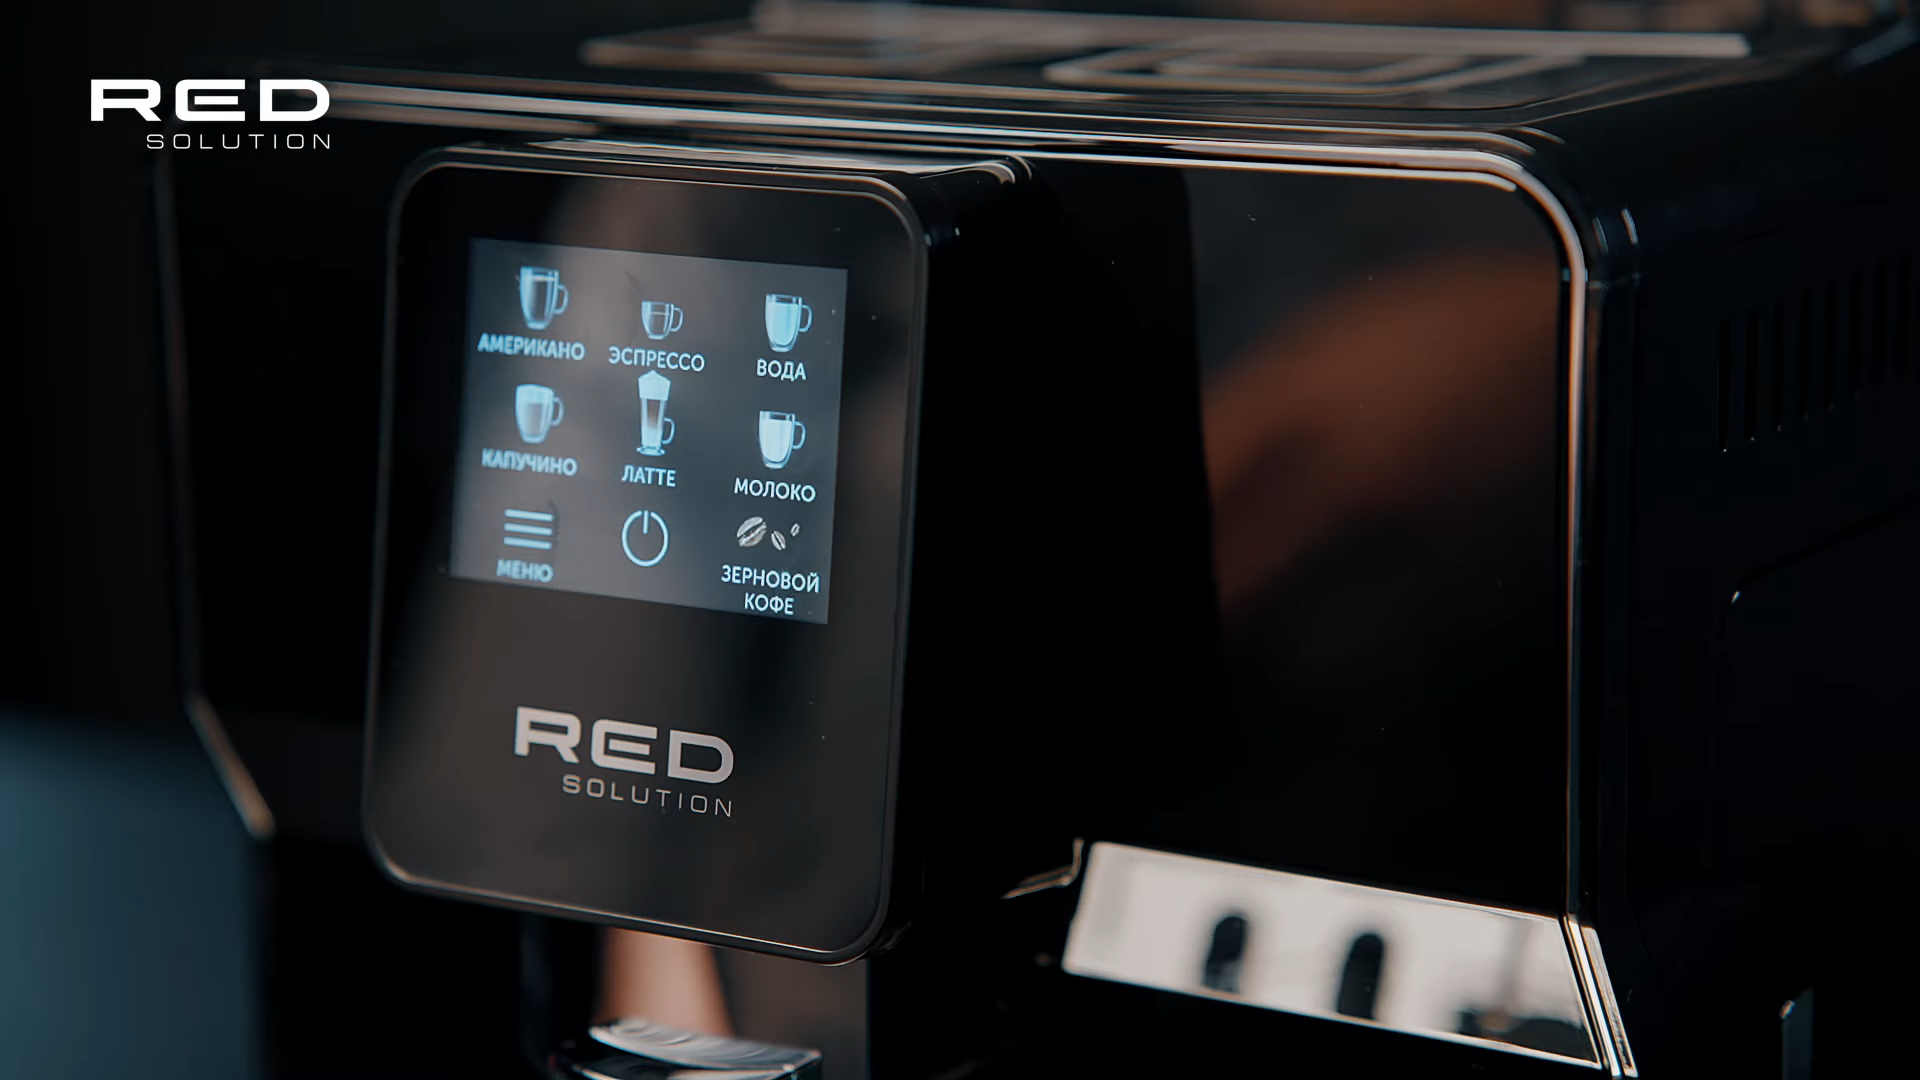 RED
SOLUTION
АМЕРИКАНО
ЭСПРЕССО
ВОДА
КАПУЧИНО
ЛАТТЕ
МОЛОКО
МЕНЮ
ЗЕРНОВОЙ
КОФЕ
RED
SOLUTION